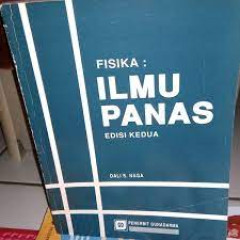 FISIKA :
ILMU
PANAS
EDISI KEDUA
DALI S. NAGA
PENERBIT GUNADARMA